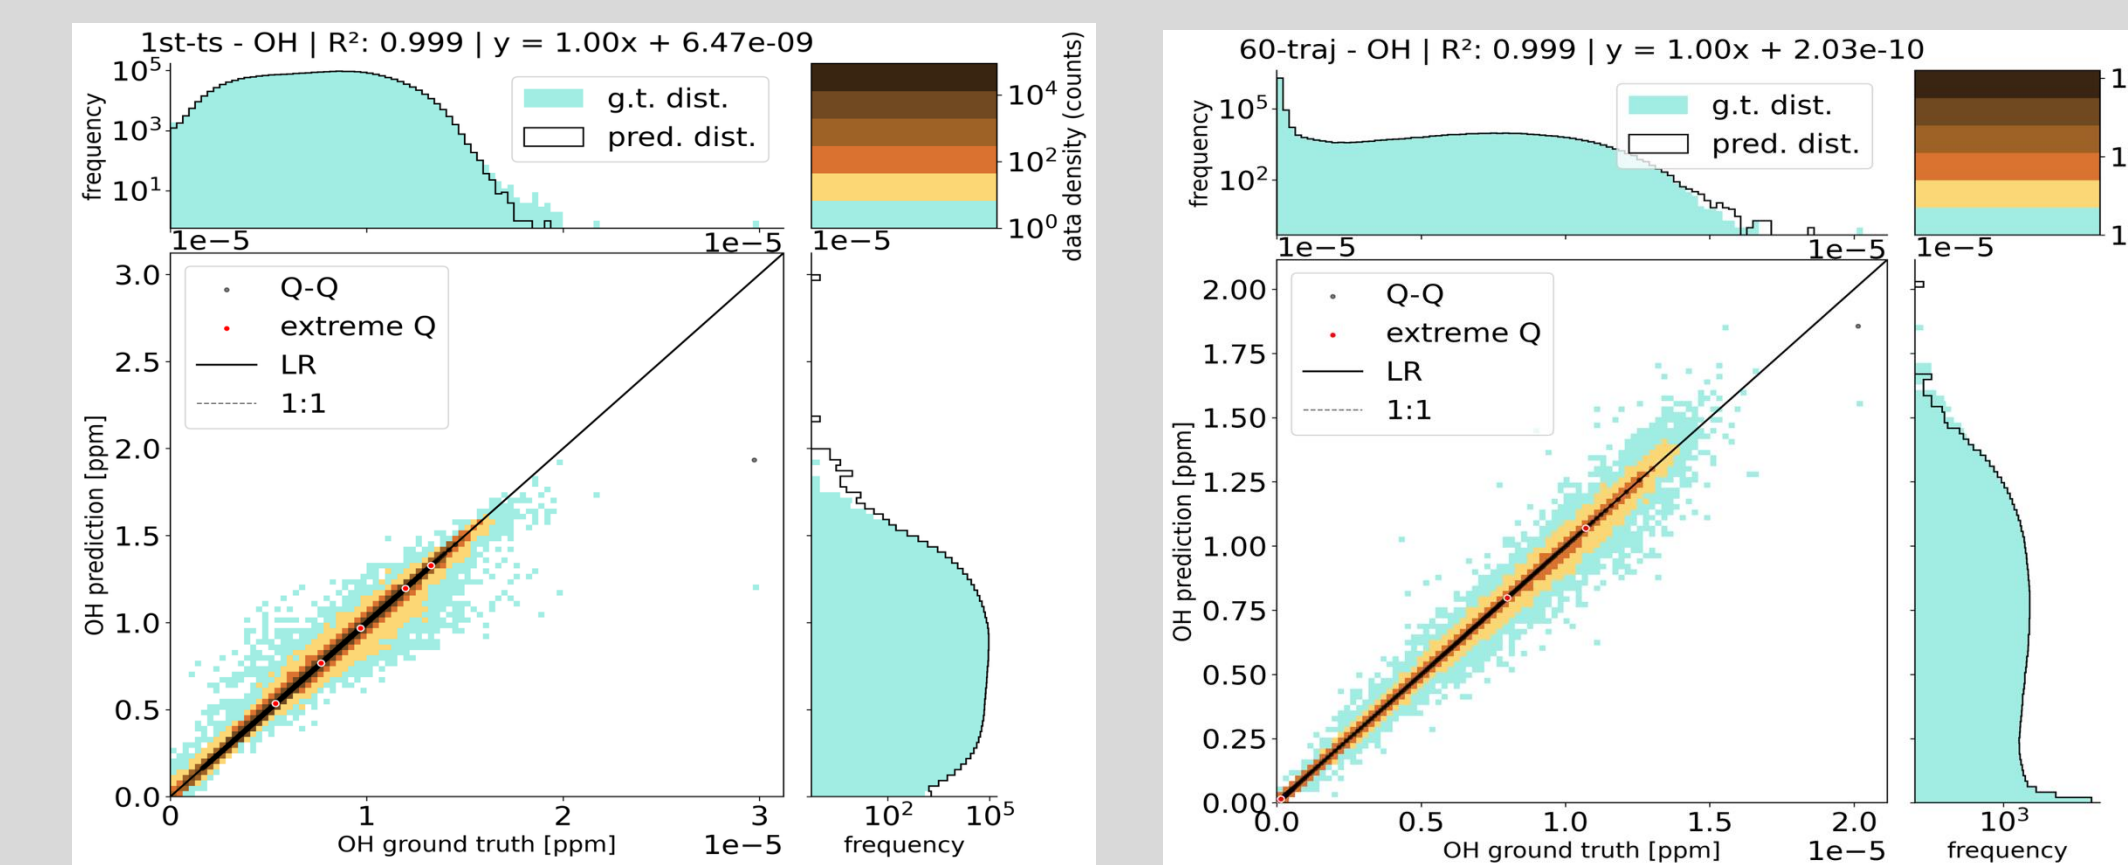 1st-ts - OH | R²: 0.999 | y = 1.00x + 6.47e-09
frequency
10⁵
10³
10¹
g.t. dist.
pred. dist.
10⁴
10²
10⁰
data density (counts)
1e−5
1e−5
1e−5
OH prediction [ppm]
3.0
2.5
2.0
1.5
1.0
0.5
0.0
Q-Q
extreme Q
LR
1:1
0
1
2
3
OH ground truth [ppm]
1e−5
10²
10⁵
frequency
60-traj - OH | R²: 0.999 | y = 1.00x + 2.03e-10
frequency
10⁵
10²
g.t. dist.
pred. dist.
1
1
1
1e−5
1e−5
1e−5
OH prediction [ppm]
2.00
1.75
1.50
1.25
1.00
0.75
0.50
0.25
0.00
Q-Q
extreme Q
LR
1:1
0.0
0.5
1.0
1.5
2.0
OH ground truth [ppm]
1e−5
10³
frequency